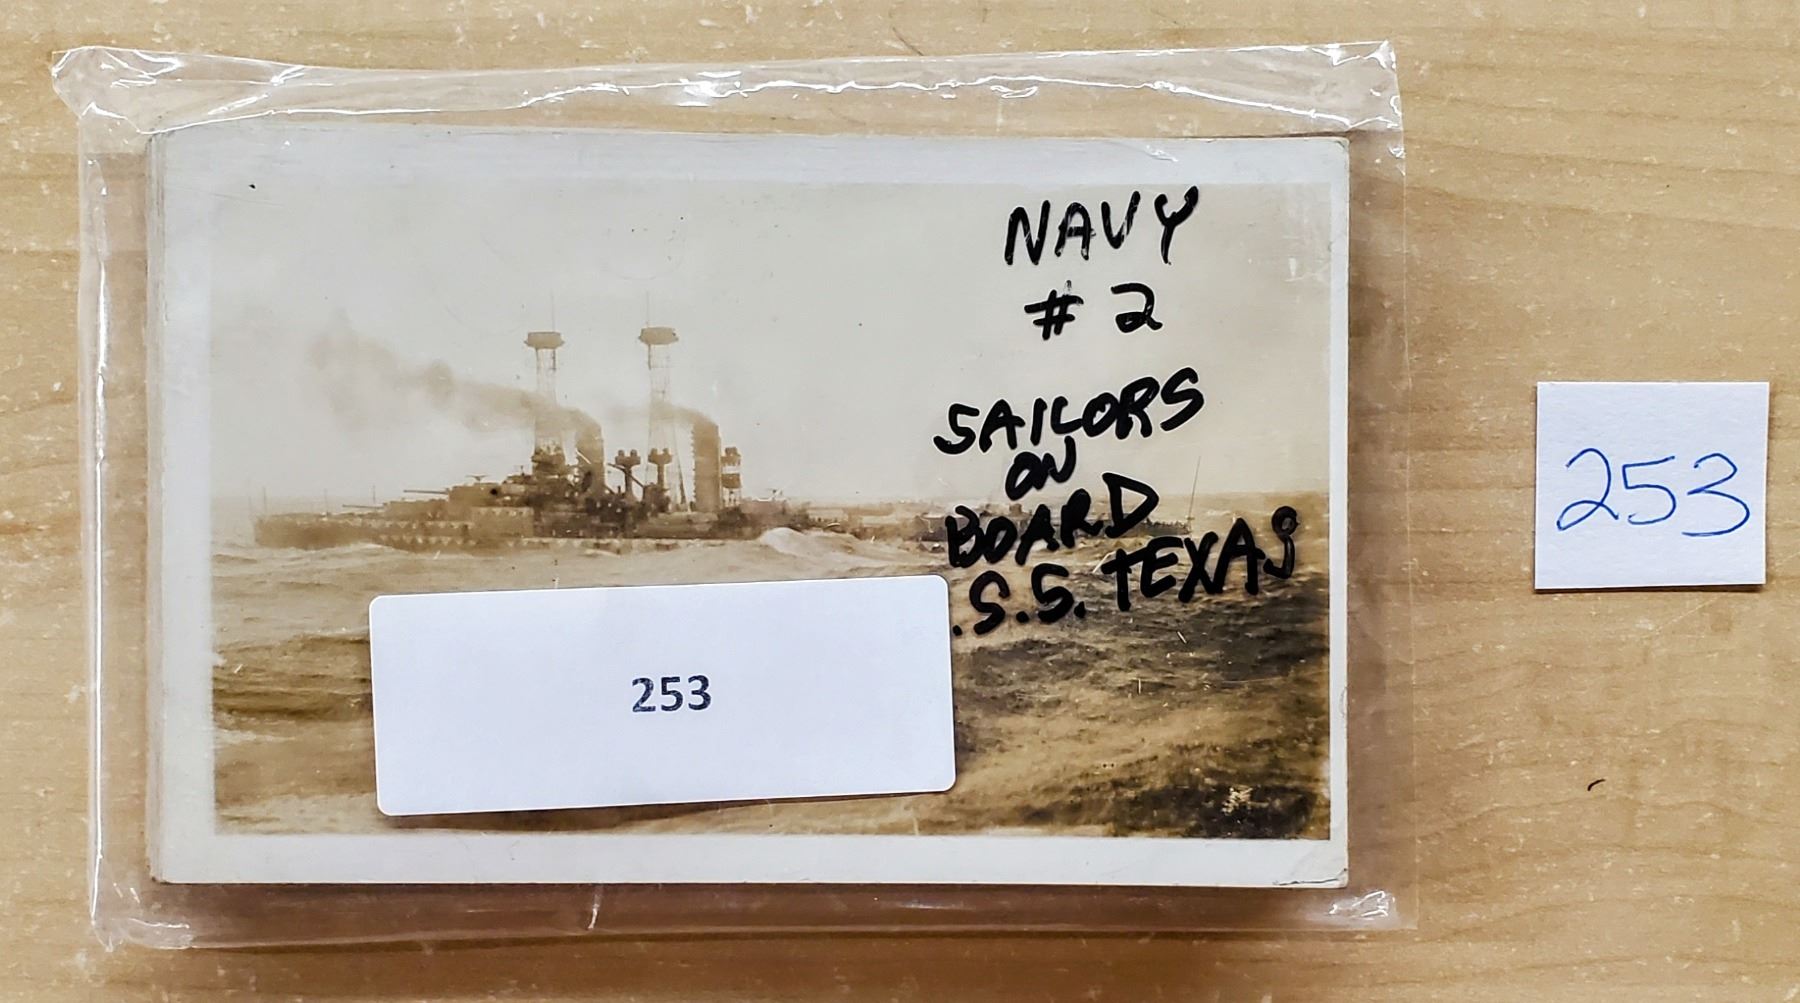 NAVY
# 2
SAILORS
ON
BOARD
.S.S. TEXAS
253
253